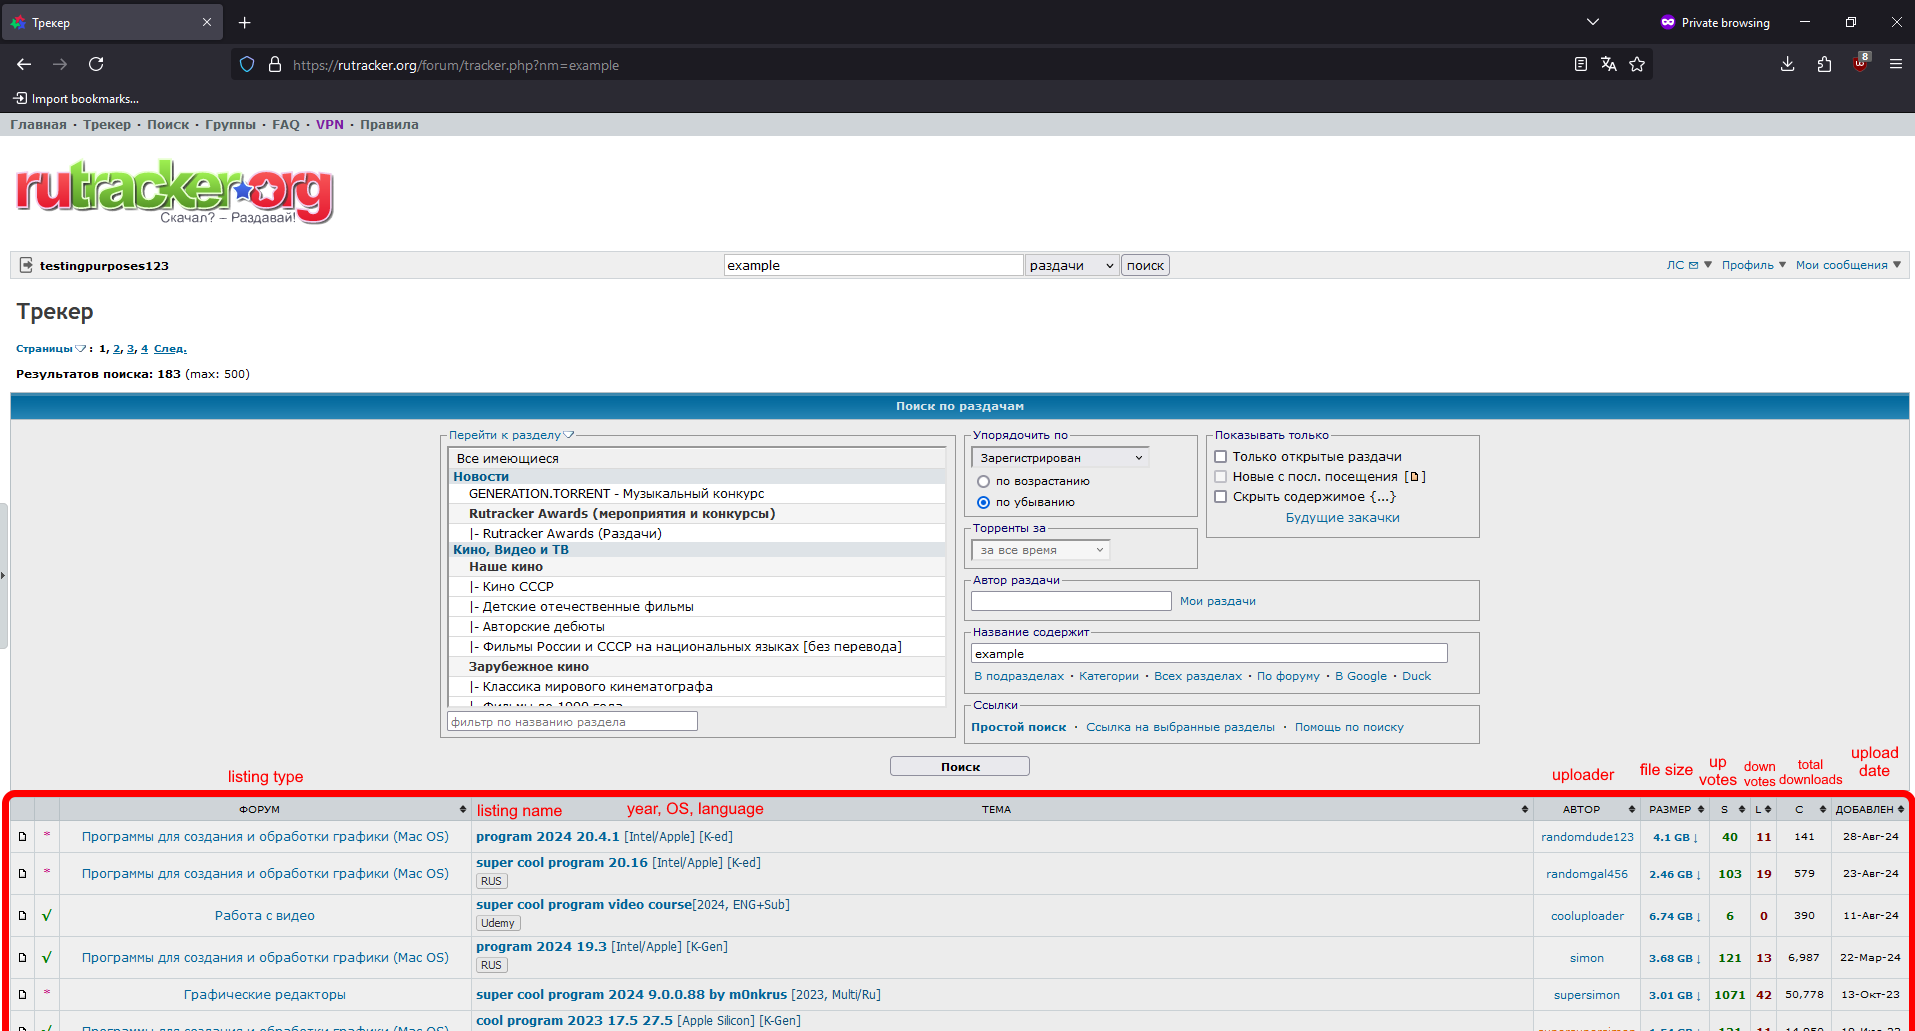 Трекер
Private browsing
https://rutracker.org/forum/tracker.php?nm=example
8
Import bookmarks...
Главная · Трекер · Поиск · Группы · FAQ · VPN · Правила
rutracker.org
Скачал? – Раздавай!
testingpurposes123
example
раздачи
поиск
ЛС
Профиль
Мои сообщения
Трекер
Страницы : 1, 2, 3, 4 След.
Результатов поиска: 183 (max: 500)
Поиск по раздачам
Перейти к разделу
Все имеющиеся
Новости
GENERATION.TORRENT - Музыкальный конкурс
Rutracker Awards (мероприятия и конкурсы)
|- Rutracker Awards (Раздачи)
Кино, Видео и ТВ
Наше кино
|- Кино СССР
|- Детские отечественные фильмы
|- Авторские дебюты
|- Фильмы России и СССР на национальных языках [без перевода]
Зарубежное кино
|- Классика мирового кинематографа
фильтр по названию раздела
Упорядочить по
Зарегистрирован
по возрастанию
по убыванию
Торренты за
за все время
Показывать только
Только открытые раздачи
Новые с посл. посещения []
Скрыть содержимое {...}
Будущие закачки
Автор раздачи
Мои раздачи
Название содержит
example
В подразделах · Категории · Всех разделах · По форуму · В Google · Duck
Ссылки
Простой поиск · Ссылка на выбранные разделы · Помощь по поиску
Поиск
listing type
uploader
file size
up votes
down votes
total downloads
upload date
ФОРУМ listing name year, OS, language ТЕМА АВТОР РАЗМЕР S L C ДОБАВЛЕН
* Программы для создания и обработки графики (Mac OS) program 2024 20.4.1 [Intel/Apple] [K-ed] randomdude123 4.1 GB ↓ 40 11 141 28-Авг-24
* Программы для создания и обработки графики (Mac OS) super cool program 20.16 [Intel/Apple] [K-ed] randomgal456 2.46 GB ↓ 103 19 579 23-Авг-24
RUS
√ Работа с видео super cool program video course[2024, ENG+Sub] cooluploader 6.74 GB ↓ 6 0 390 11-Авг-24
Udemy
√ Программы для создания и обработки графики (Mac OS) program 2024 19.3 [Intel/Apple] [K-Gen] simon 3.68 GB ↓ 121 13 6,987 22-Мар-24
RUS
* Графические редакторы super cool program 2024 9.0.0.88 by m0nkrus [2023, Multi/Ru] supersimon 3.01 GB ↓ 1071 42 50,778 13-Окт-23
cool program 2023 17.5 27.5 [Apple Silicon] [K-Gen]